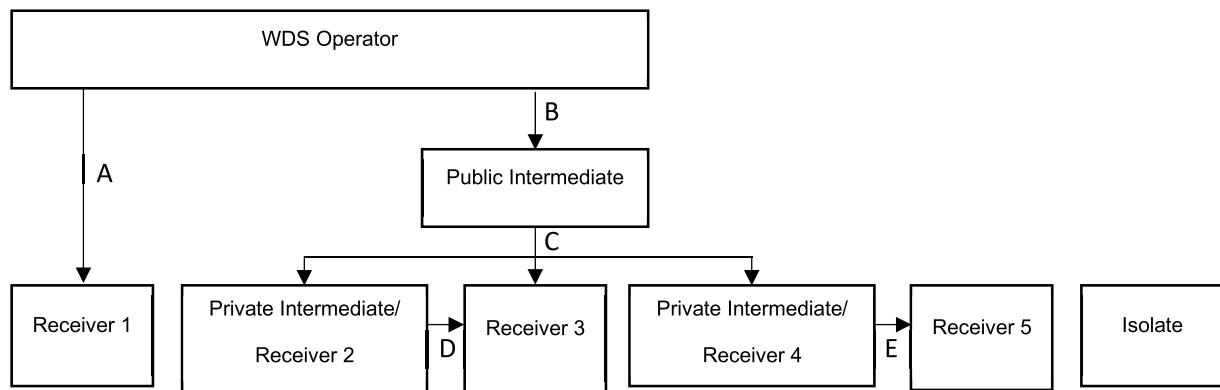 WDS Operator
B
A
Public Intermediate
C
Receiver 1
Private Intermediate/
Receiver 2
D
Receiver 3
Private Intermediate/
Receiver 4
E
Receiver 5
Isolate